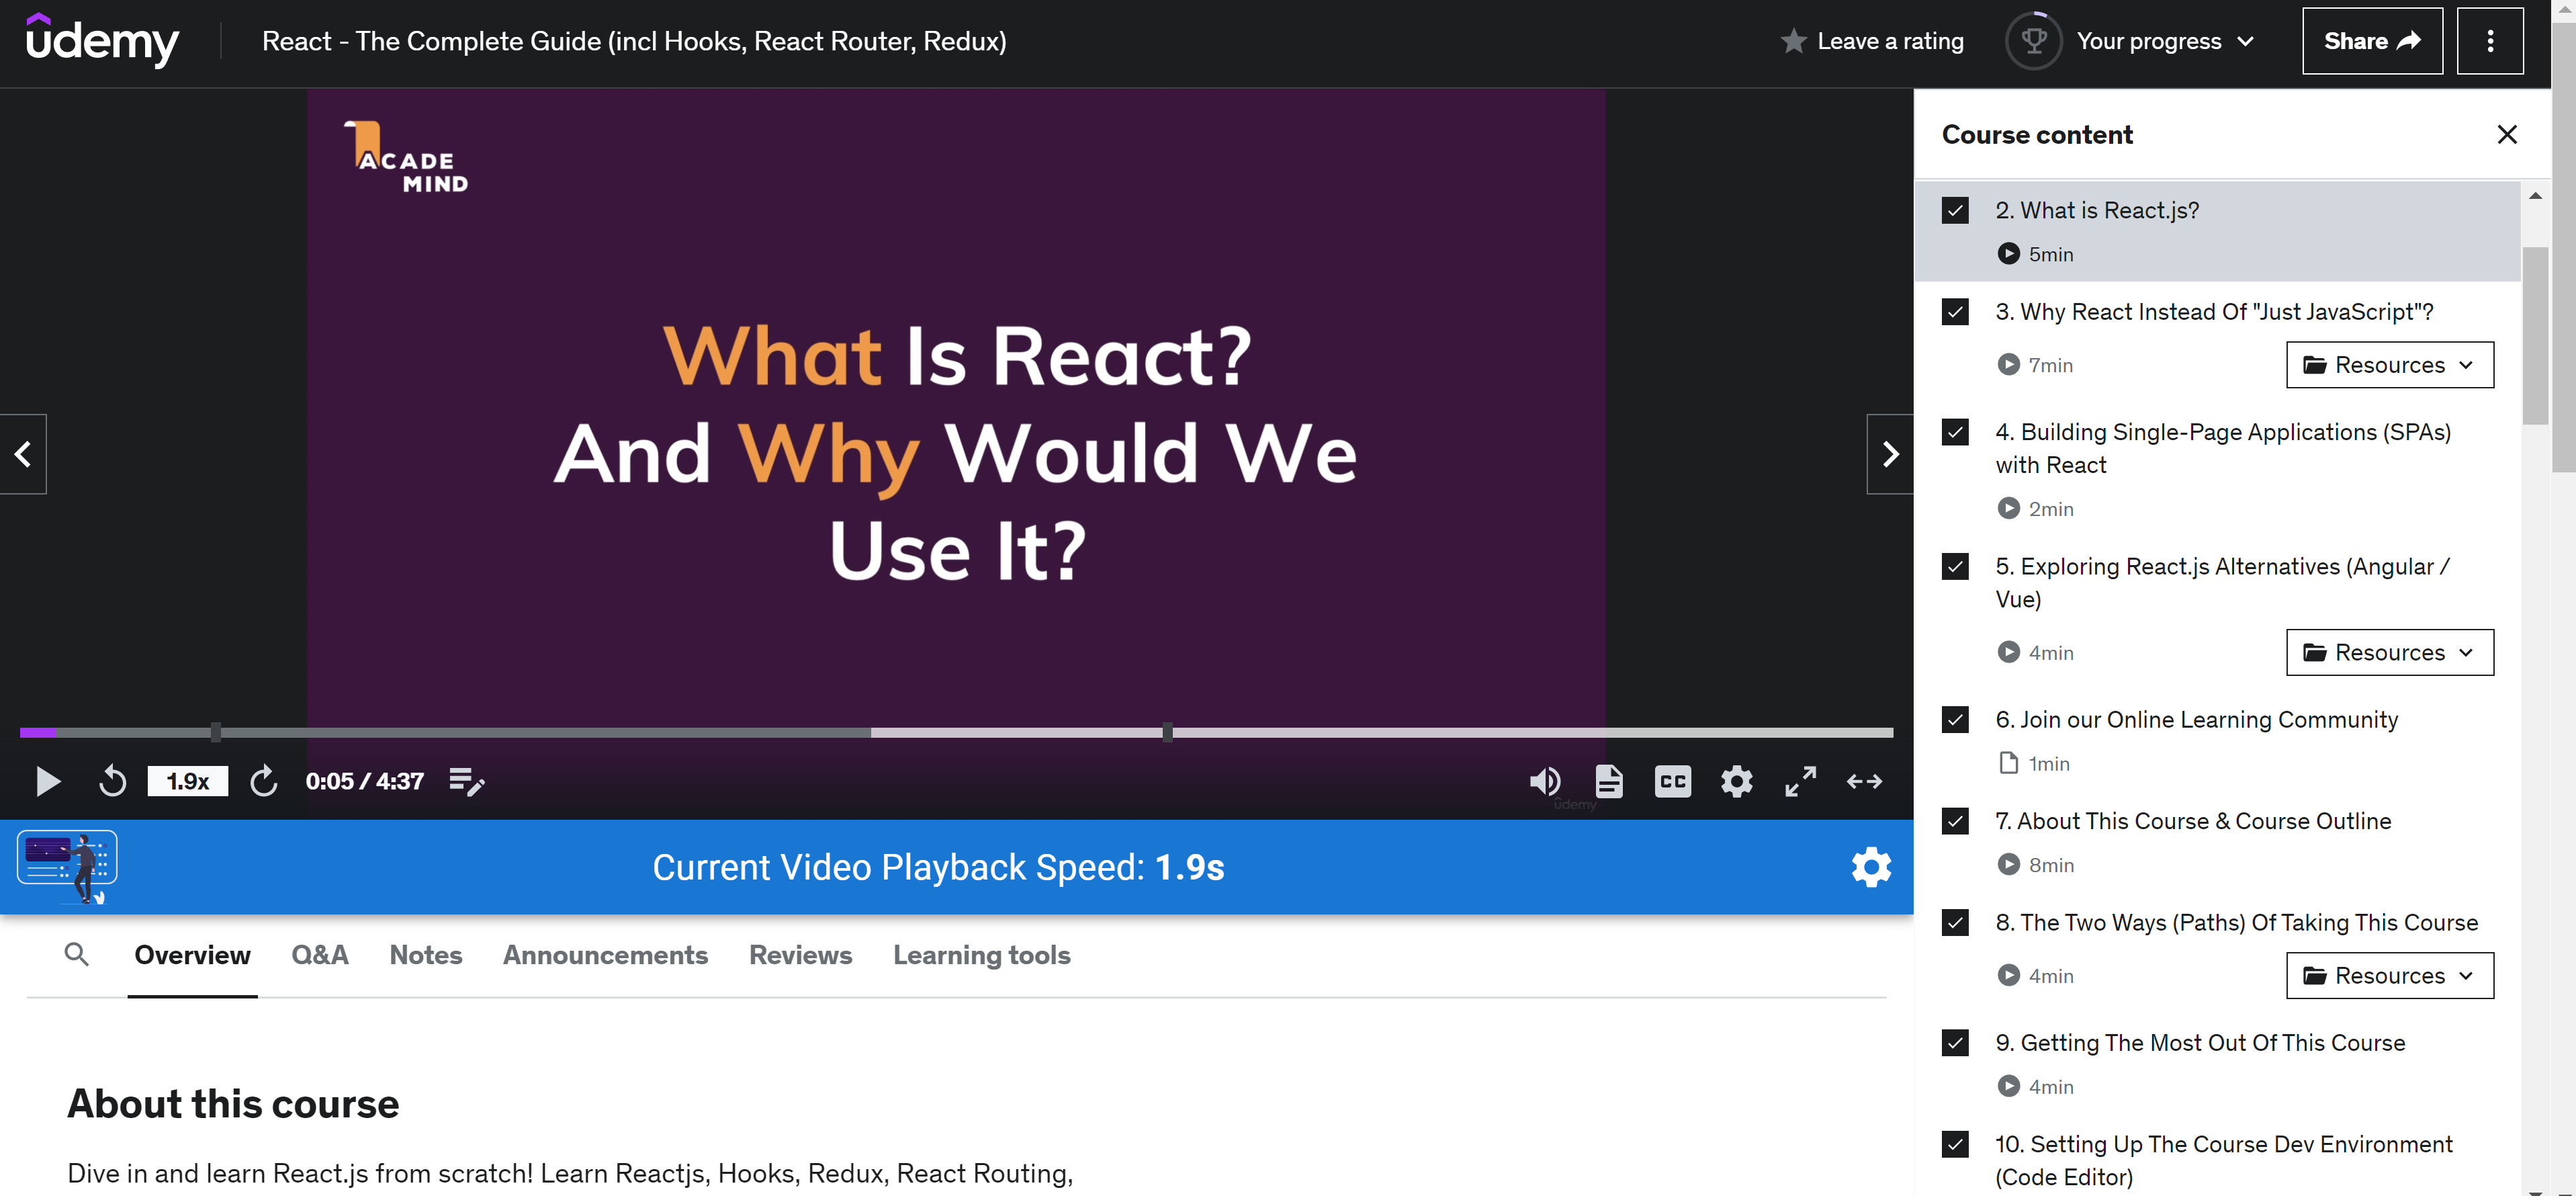 udemy
React - The Complete Guide (incl Hooks, React Router, Redux)
Leave a rating
Your progress
Share
ACADE
MIND
What Is React?
And Why Would We
Use It?
1.9x
0:05 / 4:37
CC
udemy
Current Video Playback Speed: 1.9s
Overview
Q&A
Notes
Announcements
Reviews
Learning tools
About this course
Dive in and learn React.js from scratch! Learn Reactjs, Hooks, Redux, React Routing,
Course content
2. What is React.js?
5min
3. Why React Instead Of "Just JavaScript"?
7min
Resources
4. Building Single-Page Applications (SPAs)
with React
2min
5. Exploring React.js Alternatives (Angular /
Vue)
4min
Resources
6. Join our Online Learning Community
1min
7. About This Course & Course Outline
8min
8. The Two Ways (Paths) Of Taking This Course
4min
Resources
9. Getting The Most Out Of This Course
4min
10. Setting Up The Course Dev Environment
(Code Editor)